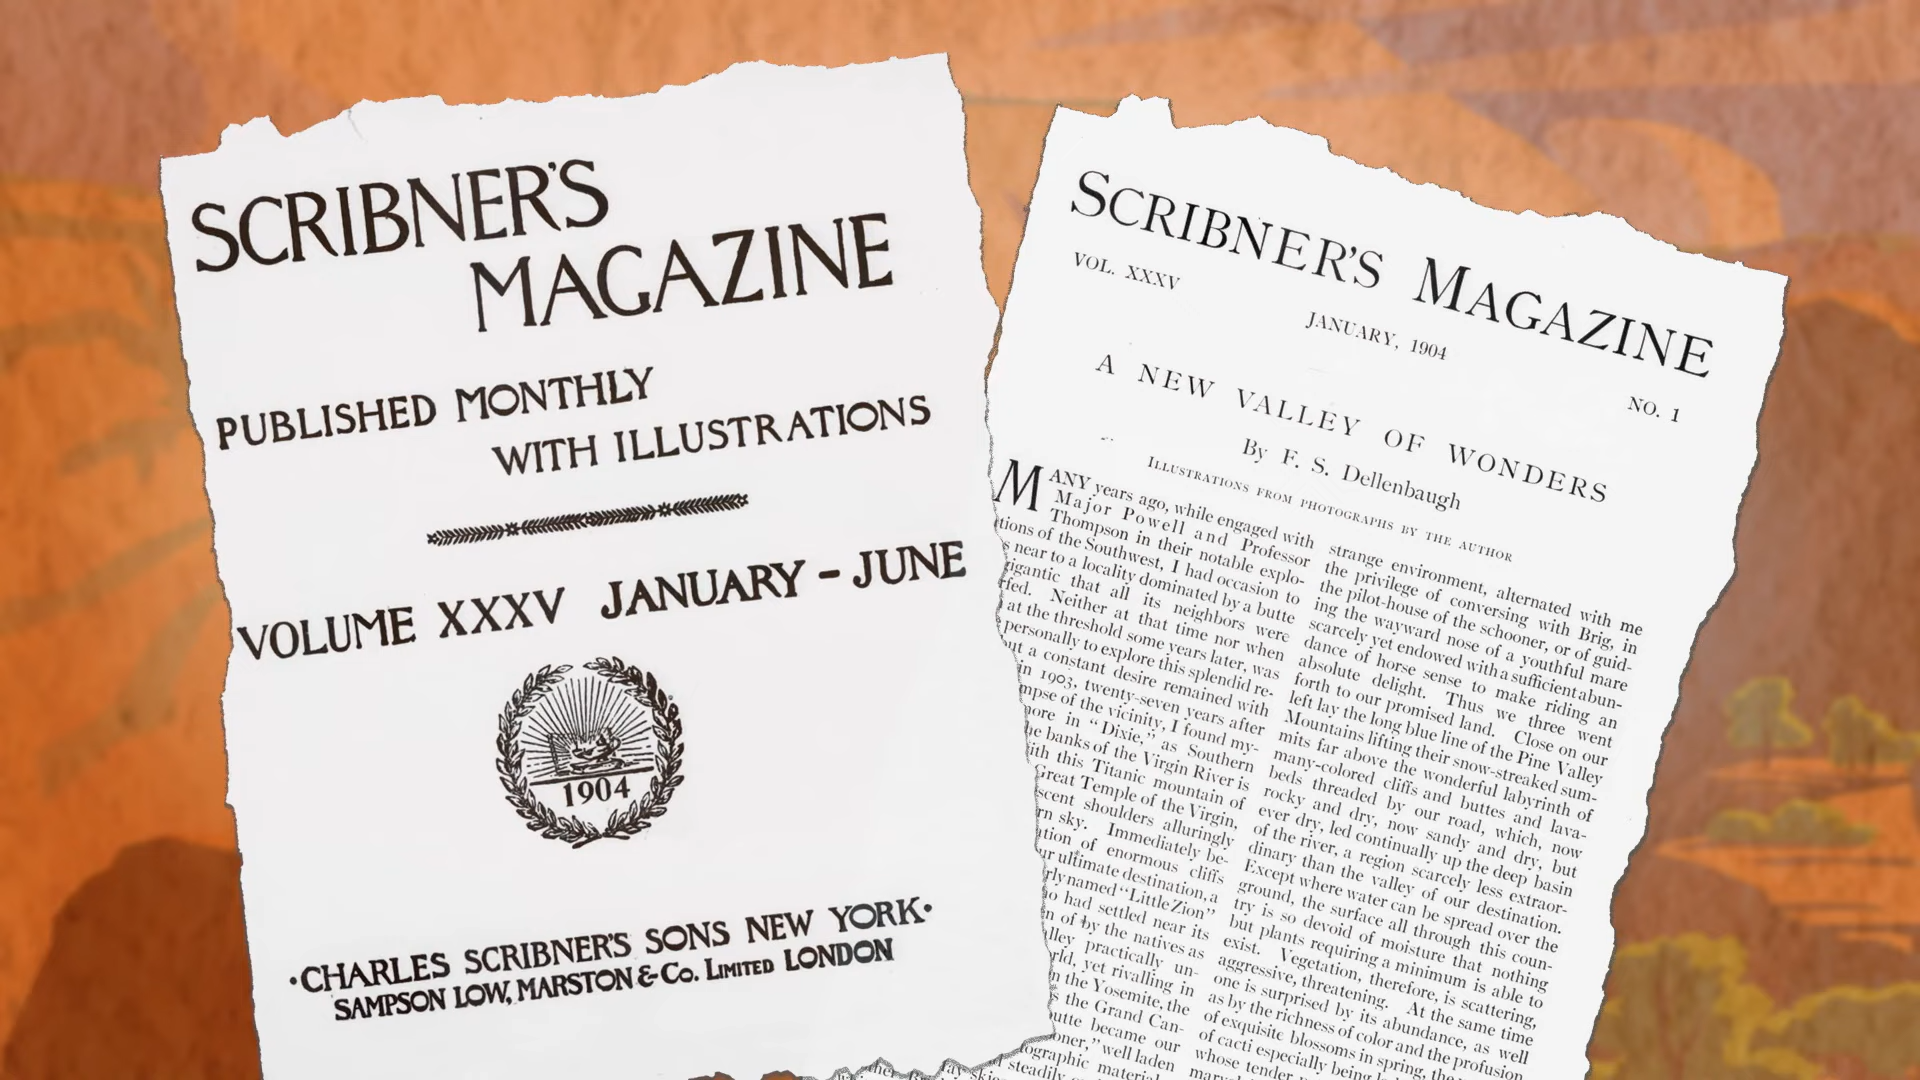 SCRIBNER'S
MAGAZINE
PUBLISHED MONTHLY
WITH ILLUSTRATIONS
VOLUME XXXV JANUARY – JUNE
1904
·CHARLES SCRIBNER'S SONS NEW YORK·
SAMPSON LOW, MARSTON & Co. LIMITED LONDON
SCRIBNER'S MAGAZINE
VOL. XXXV
JANUARY, 1904
NO. 1
A NEW VALLEY OF WONDERS
By F. S. Dellenbaugh
ILLUSTRATIONS FROM PHOTOGRAPHS BY THE AUTHOR
MANY years ago, while engaged with
Major Powell and Professor
Thompson in their notable explo-
tions of the Southwest, I had occasion to
near to a locality dominated by a butte
gigantic that all its neighbors were
Neither at that time nor when
at the threshold some years later, was
personally to explore this splendid re-
a constant desire remained with
in 1903, twenty-seven years after
of the vicinity, I found my-
in "Dixie," as Southern
banks of the Virgin River is
this Titanic mountain of
Great Temple of the Virgin,
shoulders alluringly
sky. Immediately be-
of enormous cliffs
ultimate destination, a
named "Little Zion"
had settled near its
of by the natives as
practically un-
yet rivalling in
the Yosemite, the
the Grand Can-
became our
well laden
material
steadily
strange environment, alternated with me
the privilege of conversing with Brig, in
the pilot-house of the schooner, or of guid-
ing the wayward nose of a youthful mare
scarcely yet endowed with a sufficient abun-
dance of horse sense to make riding an
absolute delight. Thus we three went
forth to our promised land. Close on our
left lay the long blue line of the Pine Valley
Mountains lifting their snow-streaked sum-
mits far above the wonderful labyrinth of
many-colored cliffs and buttes and lava-
beds threaded by our road, which, now
rocky and dry, now sandy and dry, but
ever dry, led continually up the deep basin
of the river, a region scarcely less extraor-
dinary than the valley of our destination.
Except where water can be spread over the
ground, the surface all through this coun-
try is so devoid of moisture that nothing
but plants requiring a minimum is able to
exist. Vegetation, therefore, is scattering,
aggressive, threatening. At the same time
one is surprised by its abundance, as well
as by the richness of color and the profusion
of exquisite blossoms in spring, the
of cacti especially being
whose tender